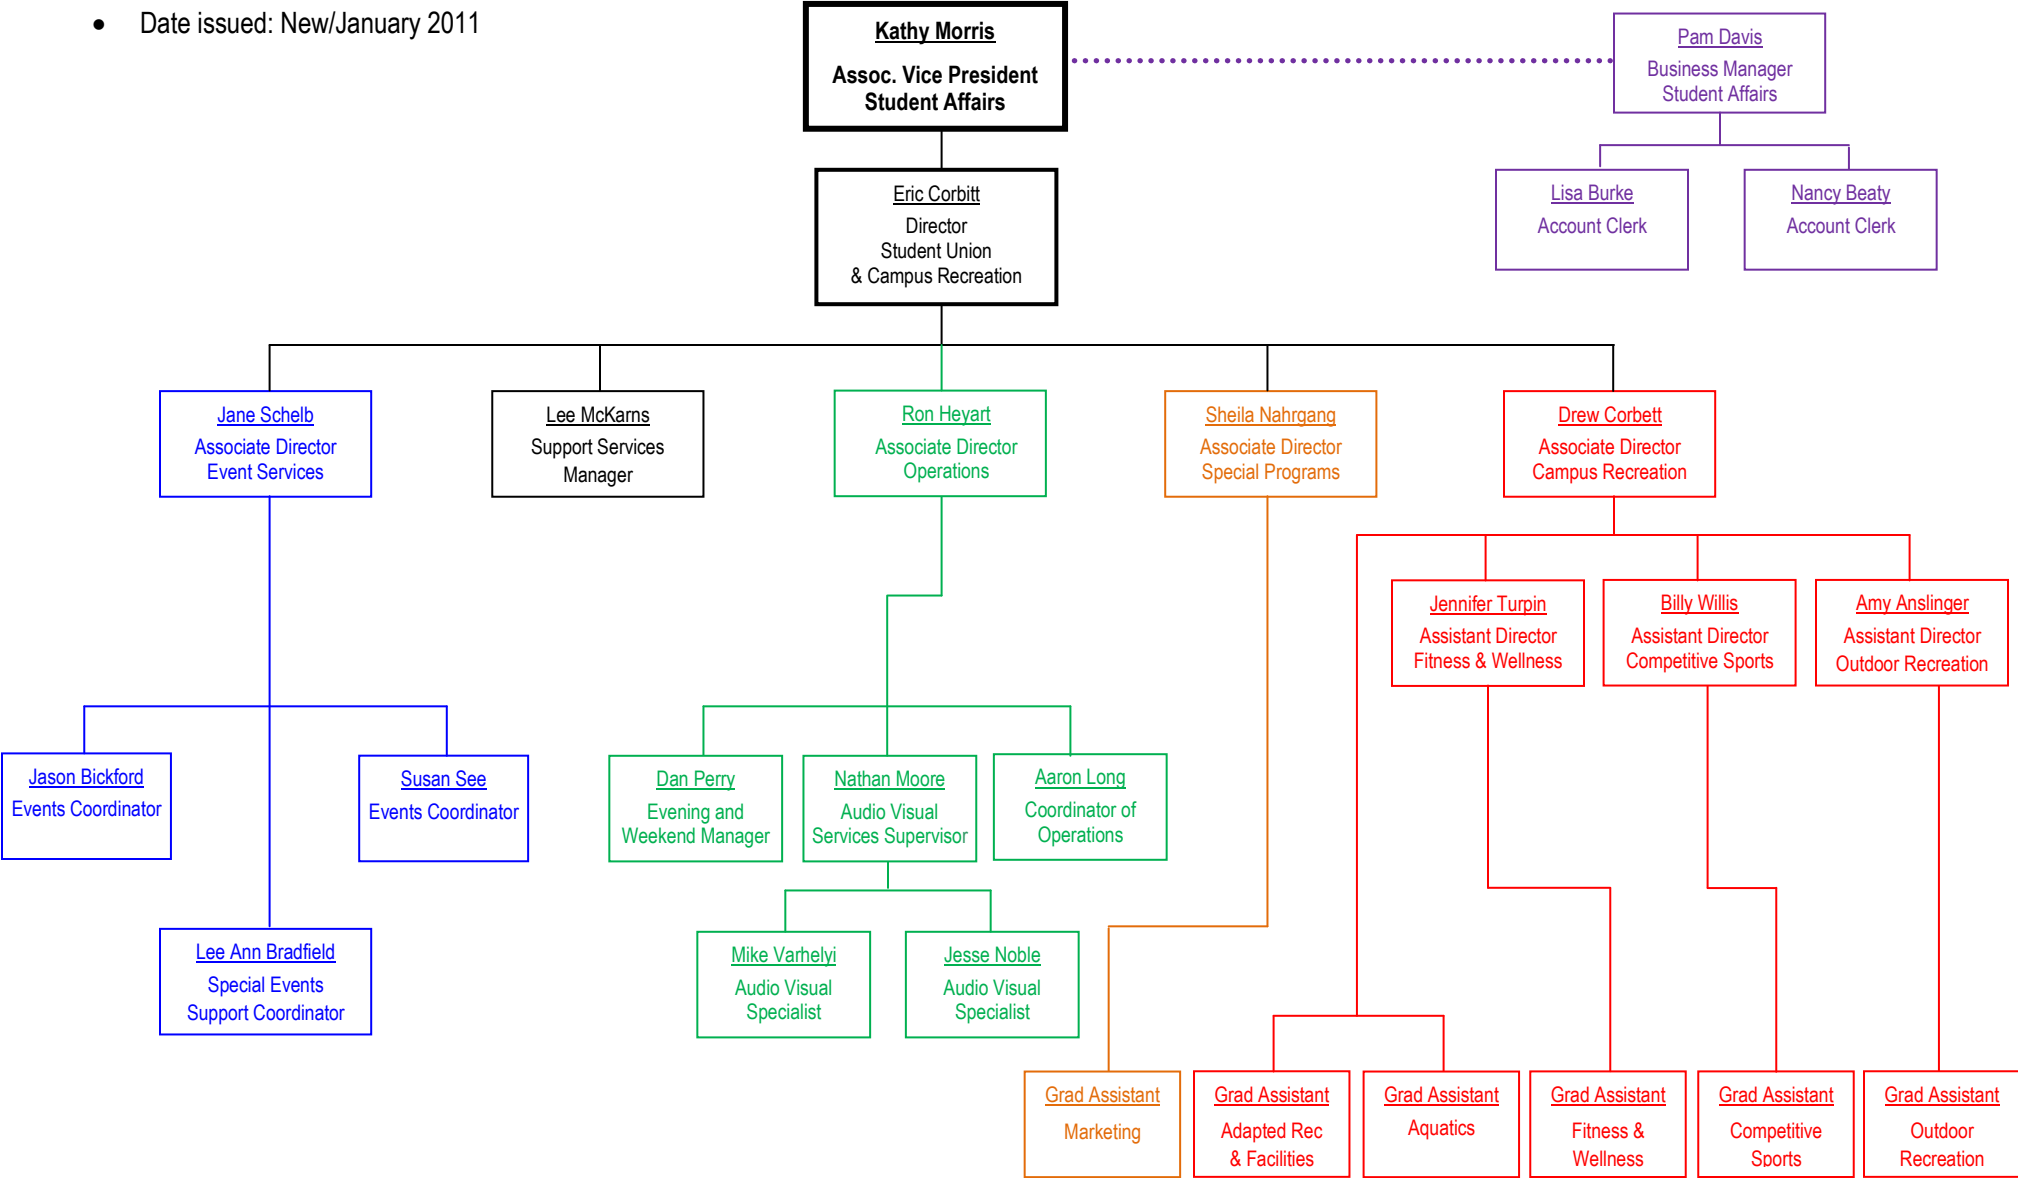 • Date issued: New/January 2011
Kathy Morris
Assoc. Vice President
Student Affairs
Pam Davis
Business Manager
Student Affairs
Lisa Burke
Account Clerk
Nancy Beaty
Account Clerk
Eric Corbitt
Director
Student Union
& Campus Recreation
Jane Schelb
Associate Director
Event Services
Lee McKarns
Support Services
Manager
Ron Heyart
Associate Director
Operations
Sheila Nahrgang
Associate Director
Special Programs
Drew Corbett
Associate Director
Campus Recreation
Jennifer Turpin
Assistant Director
Fitness & Wellness
Billy Willis
Assistant Director
Competitive Sports
Amy Anslinger
Assistant Director
Outdoor Recreation
Jason Bickford
Events Coordinator
Susan See
Events Coordinator
Dan Perry
Evening and
Weekend Manager
Nathan Moore
Audio Visual
Services Supervisor
Aaron Long
Coordinator of
Operations
Lee Ann Bradfield
Special Events
Support Coordinator
Mike Varhelyi
Audio Visual
Specialist
Jesse Noble
Audio Visual
Specialist
Grad Assistant
Marketing
Grad Assistant
Adapted Rec
& Facilities
Grad Assistant
Aquatics
Grad Assistant
Fitness &
Wellness
Grad Assistant
Competitive
Sports
Grad Assistant
Outdoor
Recreation